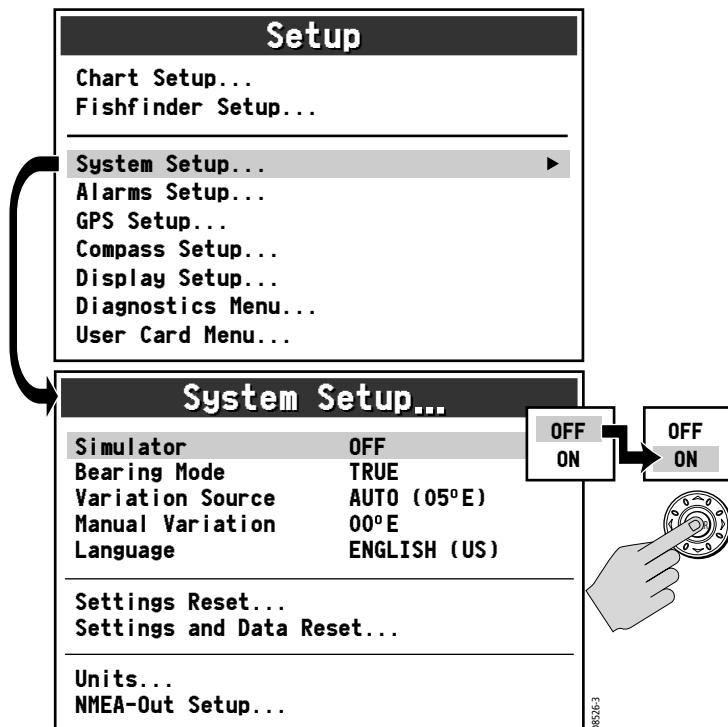 Setup
Chart Setup...
Fishfinder Setup...
System Setup...
Alarms Setup...
GPS Setup...
Compass Setup...
Display Setup...
Diagnostics Menu...
User Card Menu...
System Setup...
Simulator OFF
Bearing Mode TRUE
Variation Source AUTO (05ºE)
Manual Variation 00ºE
Language ENGLISH (US)
Settings Reset...
Settings and Data Reset...
Units...
NMEA-Out Setup...
OFF
ON
OFF
ON